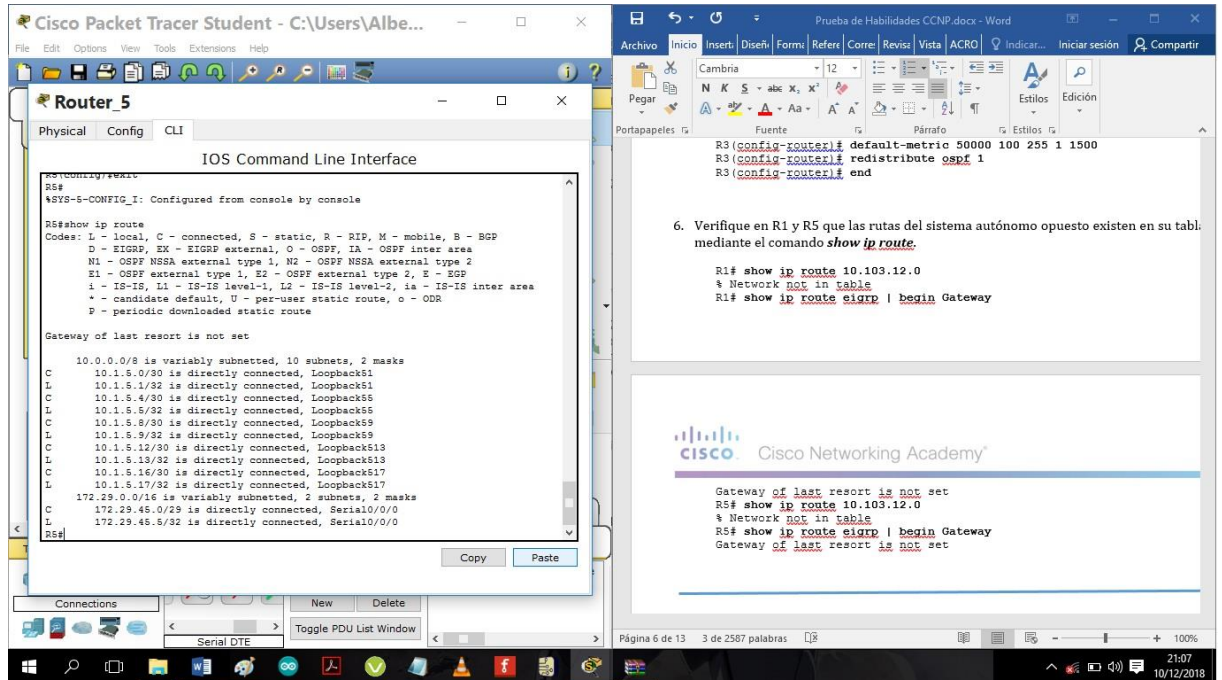 Cisco Packet Tracer Student - C:\Users\Albe...
File Edit Options View Tools Extensions Help
Router_5
Physical Config CLI
IOS Command Line Interface
R5(config)#exit
R5#
%SYS-5-CONFIG_I: Configured from console by console
R5#show ip route
Codes: L - local, C - connected, S - static, R - RIP, M - mobile, B - BGP
D - EIGRP, EX - EIGRP external, O - OSPF, IA - OSPF inter area
N1 - OSPF NSSA external type 1, N2 - OSPF NSSA external type 2
E1 - OSPF external type 1, E2 - OSPF external type 2, E - EGP
i - IS-IS, L1 - IS-IS level-1, L2 - IS-IS level-2, ia - IS-IS inter area
* - candidate default, U - per-user static route, o - ODR
P - periodic downloaded static route
Gateway of last resort is not set
10.0.0.0/8 is variably subnetted, 10 subnets, 2 masks
C 10.1.5.0/30 is directly connected, Loopback51
L 10.1.5.1/32 is directly connected, Loopback51
C 10.1.5.4/30 is directly connected, Loopback55
L 10.1.5.5/32 is directly connected, Loopback55
C 10.1.5.8/30 is directly connected, Loopback59
L 10.1.5.9/32 is directly connected, Loopback59
C 10.1.5.12/30 is directly connected, Loopback513
L 10.1.5.13/32 is directly connected, Loopback513
C 10.1.5.16/30 is directly connected, Loopback517
L 10.1.5.17/32 is directly connected, Loopback517
172.29.0.0/16 is variably subnetted, 2 subnets, 2 masks
C 172.29.45.0/29 is directly connected, Serial0/0/0
L 172.29.45.5/32 is directly connected, Serial0/0/0
R5#
Copy Paste
Connections
New Delete
Toggle PDU List Window
Serial DTE
Prueba de Habilidades CCNP.docx - Word
Archivo Inicio Insert Diseñ Forma Refere Corre Revisa Vista ACRO Indicar... Iniciar sesión Compartir
Cambria 12
Pegar
N K S abc x₂ x²
Estilos Edición
Portapapeles Fuente Párrafo Estilos
R3(config-router)# default-metric 50000 100 255 1 1500
R3(config-router)# redistribute ospf 1
R3(config-router)# end
6. Verifique en R1 y R5 que las rutas del sistema autónomo opuesto existen en su tabla
mediante el comando show ip route.
R1# show ip route 10.103.12.0
% Network not in table
R1# show ip route eigrp | begin Gateway
CISCO. Cisco Networking Academy®
Gateway of last resort is not set
R5# show ip route 10.103.12.0
% Network not in table
R5# show ip route eigrp | begin Gateway
Gateway of last resort is not set
Página 6 de 13 3 de 2587 palabras 100%
21:07
10/12/2018